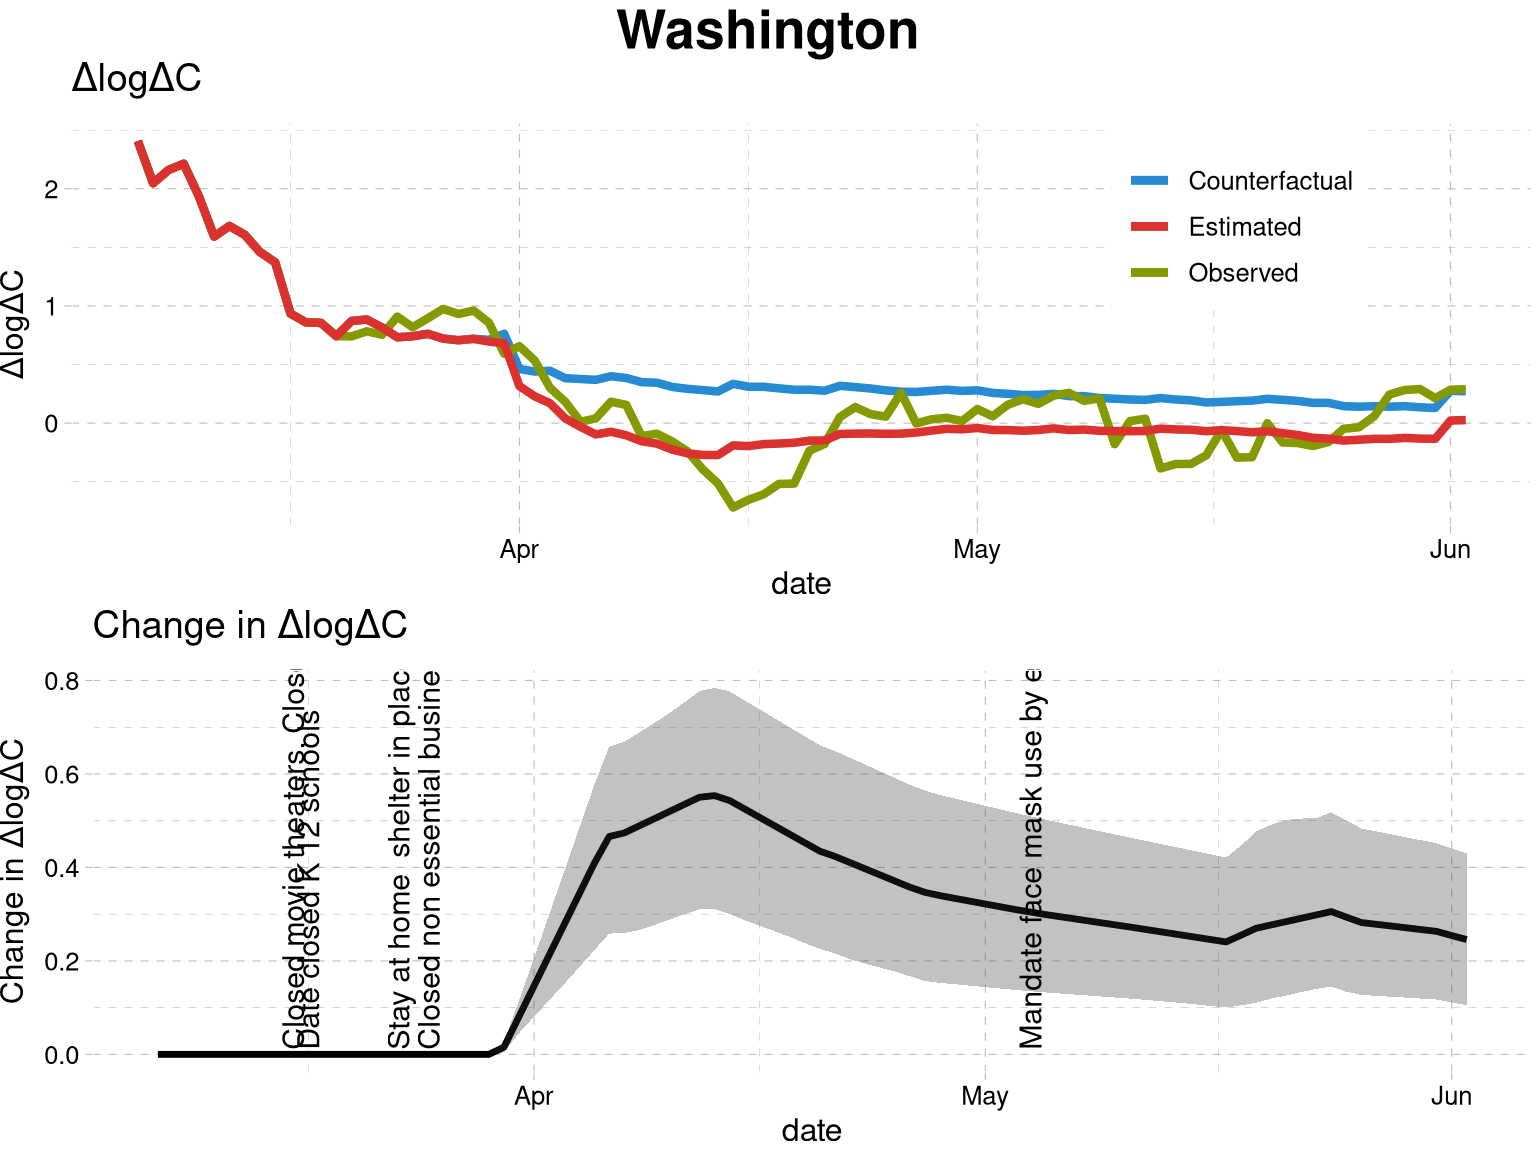 Washington
ΔlogΔC
ΔlogΔC
2
1
0
Counterfactual
Estimated
Observed
Apr
May
Jun
date
Change in ΔlogΔC
Change in ΔlogΔC
0.8
0.6
0.4
0.2
0.0
Closed movie theaters, Clos
Date closed K 12 schools
Stay at home  shelter in plac
Closed non essential busine
Mandate face mask use by e
Apr
May
Jun
date